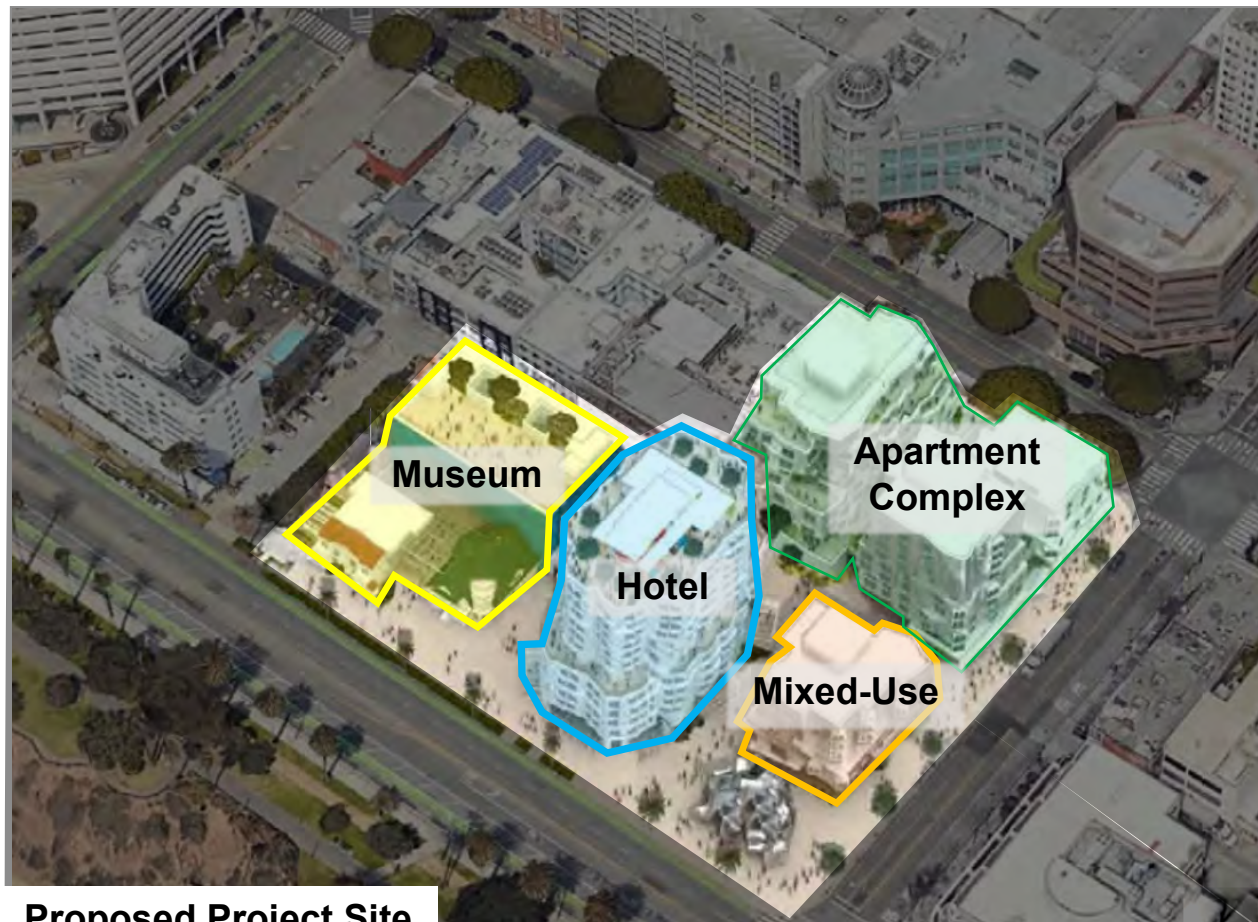 Museum
Apartment
Complex
Hotel
Mixed-Use
Proposed Project Site